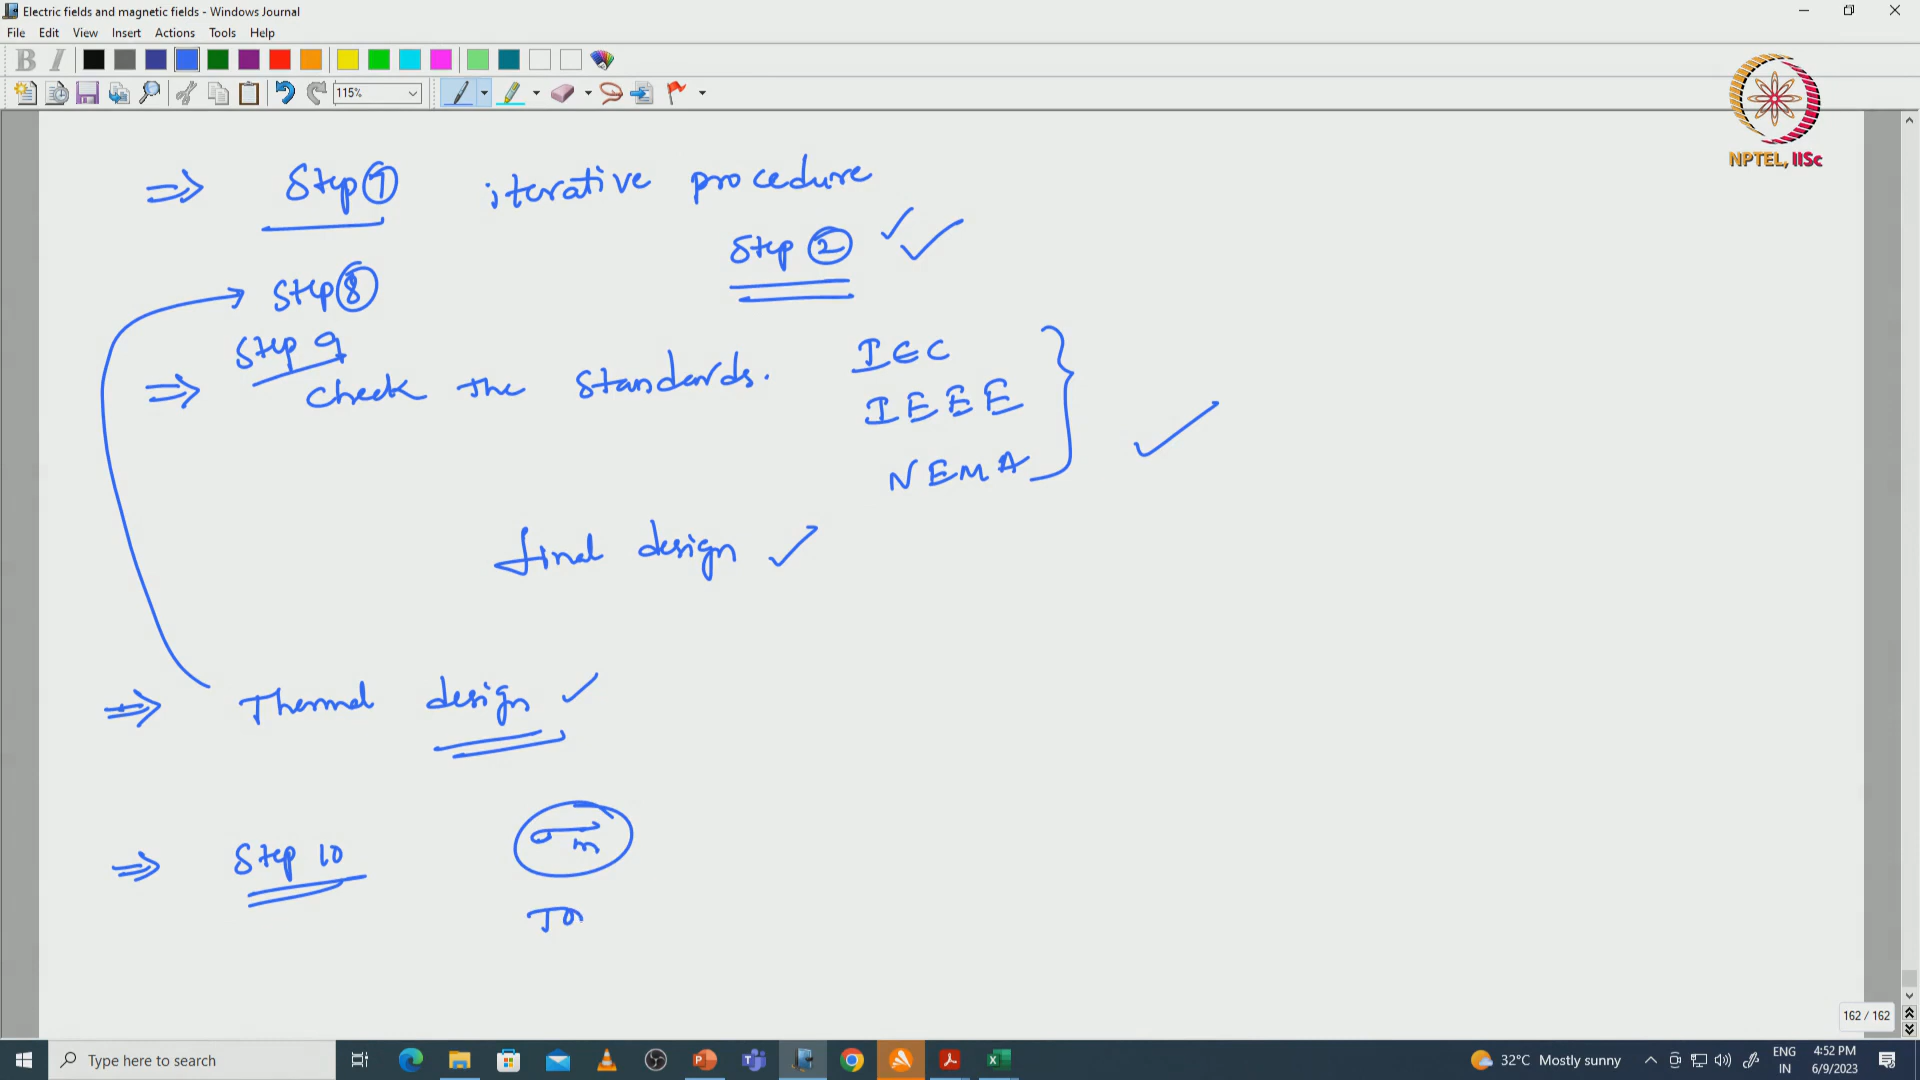 Electric fields and magnetic fields - Windows Journal
File Edit View Insert Actions Tools Help
115%
NPTEL, IISc
⇒ Step 7 iterative procedure
Step 2 ✓✓
Step 8
Step 9
⇒ Check the standards.
IEC
IEEE
NEMA
✓
final design ✓
⇒ Thermal design ✓
⇒ Step 10
162 / 162
Type here to search
32°C Mostly sunny
ENG
IN
4:52 PM
6/9/2023